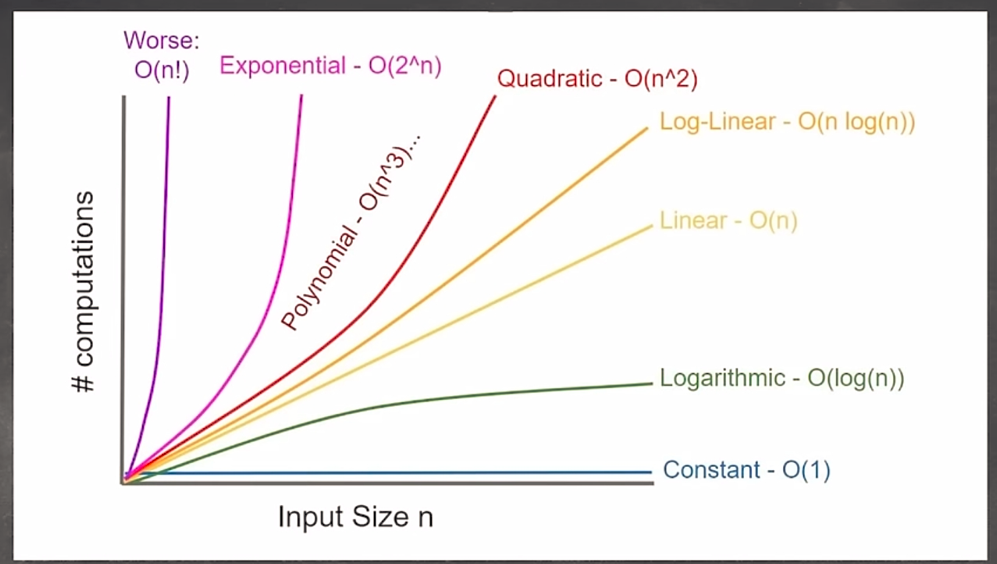 Worse:
O(n!)
Exponential - O(2^n)
Quadratic - O(n^2)
Log-Linear - O(n log(n))
Polynomial - O(n^3)...
Linear - O(n)
# computations
Logarithmic - O(log(n))
Constant - O(1)
Input Size n